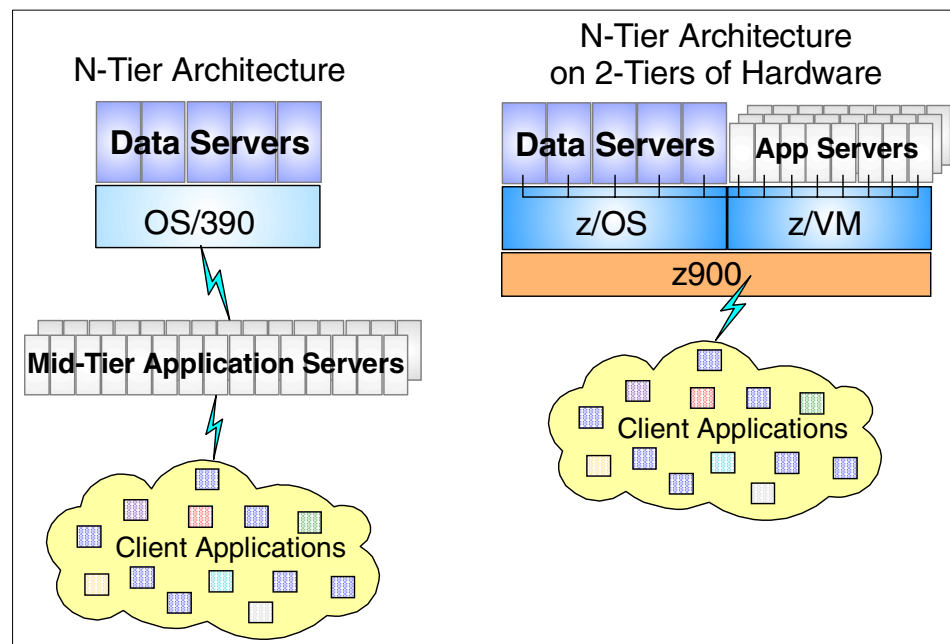 N-Tier Architecture
Data Servers
OS/390
Mid-Tier Application Servers
Client Applications
N-Tier Architecture
on 2-Tiers of Hardware
Data Servers
App Servers
z/OS
z/VM
z900
Client Applications